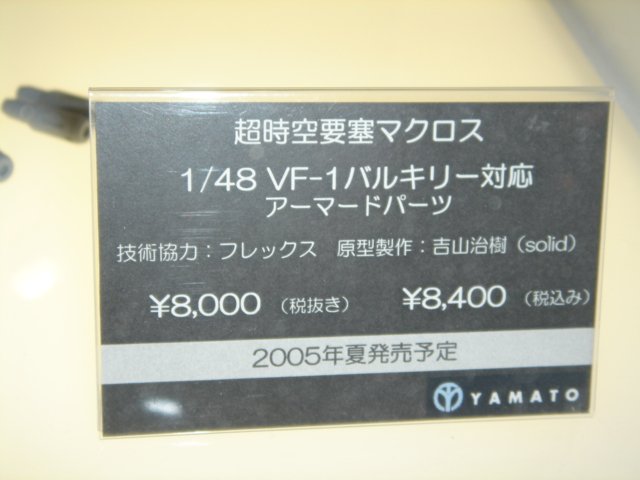 超時空要塞マクロス
1/48 VF-1バルキリー対応
アーマードパーツ
技術協力：フレックス　原型製作：吉山治樹（solid）
¥8,000（税抜き）　¥8,400（税込み）
2005年夏発売予定
YAMATO